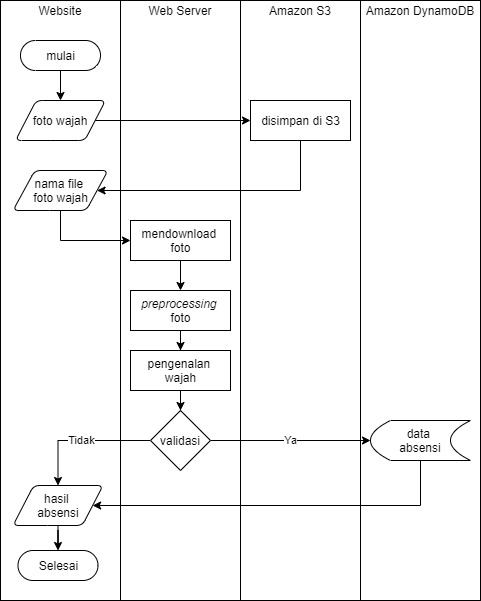 Website
Web Server
Amazon S3
Amazon DynamoDB
mulai
foto wajah
disimpan di S3
nama file
foto wajah
mendownload
foto
preprocessing
foto
pengenalan
wajah
validasi
Tidak
Ya
data
absensi
hasil
absensi
Selesai